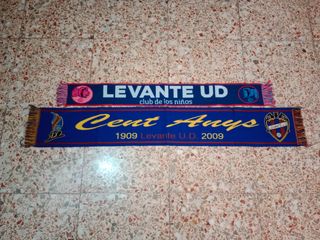 LEVANTE UD
club de los niños
Cent Anys
1909 Levante U.D. 2009